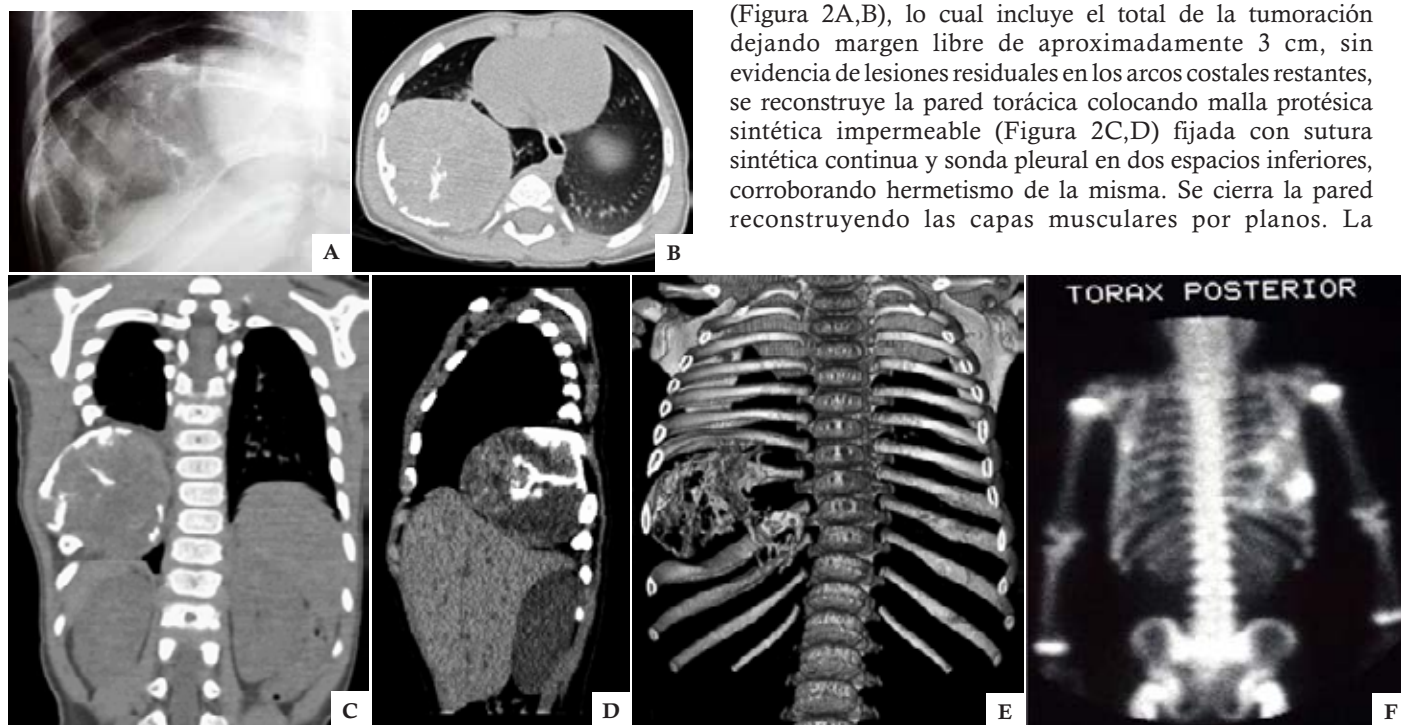 (Figura 2A,B), lo cual incluye el total de la tumoración
dejando margen libre de aproximadamente 3 cm, sin
evidencia de lesiones residuales en los arcos costales restantes,
se reconstruye la pared torácica colocando malla protésica
sintética impermeable (Figura 2C,D) fijada con sutura
sintética continua y sonda pleural en dos espacios inferiores,
corroborando hermetismo de la misma. Se cierra la pared
reconstruyendo las capas musculares por planos. La
A
B
TORAX POSTERIOR
C
D
E
F